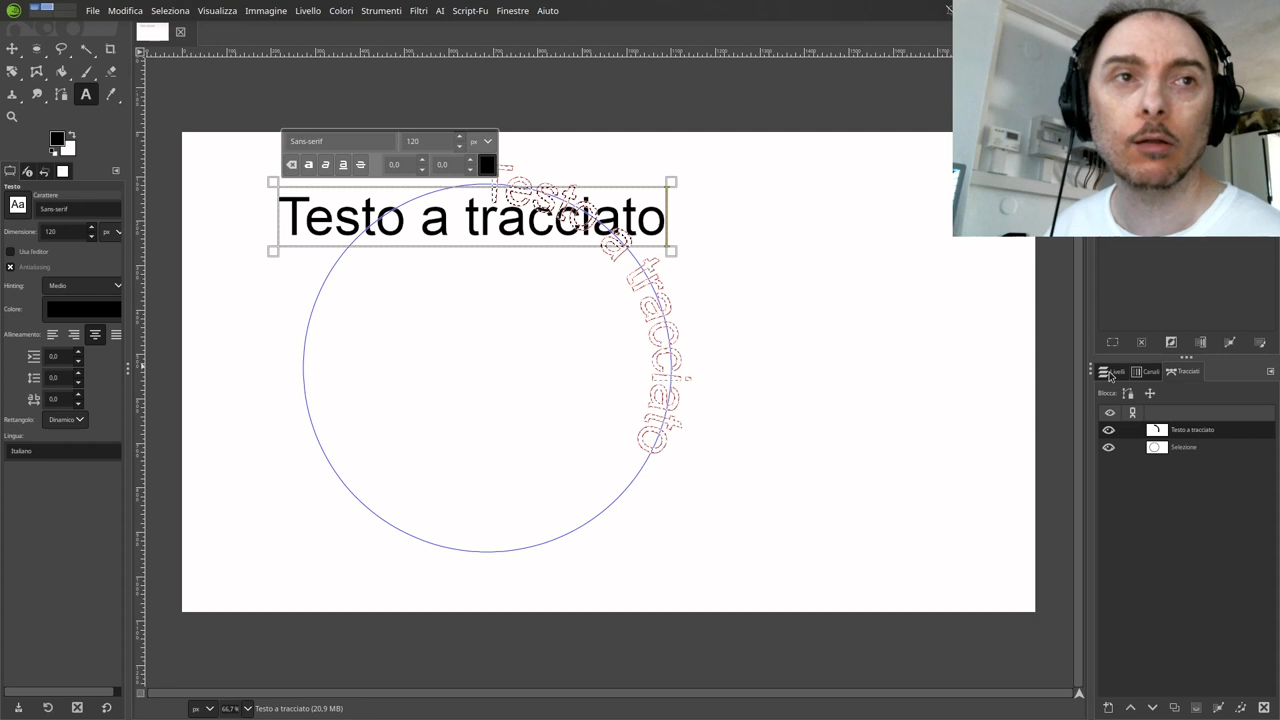 Aa
Modifica Seleziona Visualizza Immagine Livello Colori Strumenti Filtri AI Script-Fu Finestre Aiuto
A
Sans-serif 120 px
a a a
0,0 0,0
Testo a tracciato
Testo a tracciato
Testo
Carattere
Sans-serif
Dimensione: 120 px
Usa l'editor
Antialiasing
Hinting: Medio
Colore:
Allineamento:
0,0
0,0
0,0
Rettangolo: Dinamico
Lingua:
Italiano
Livelli Canali Tracciati
Blocca:
Testo a tracciato
Selezione
px 66,7 % Testo a tracciato (20,9 MB)